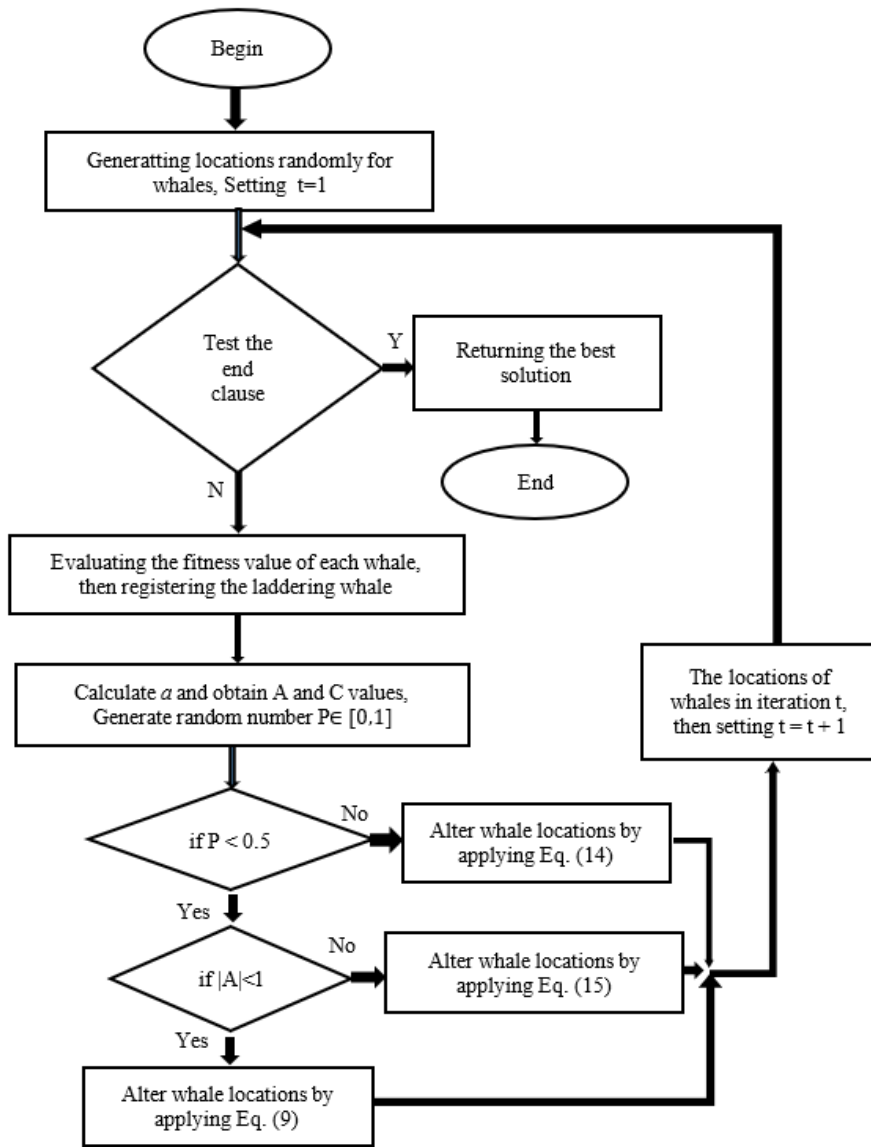 Begin
Generatting locations randomly for
whales, Setting t=1
Test the
end
clause
Y
Returning the best
solution
End
N
Evaluating the fitness value of each whale,
then registering the laddering whale
Calculate a and obtain A and C values,
Generate random number P∈ [0,1]
The locations of
whales in iteration t,
then setting t = t + 1
if P < 0.5
No
Alter whale locations by
applying Eq. (14)
Yes
if |A|<1
No
Alter whale locations by
applying Eq. (15)
Yes
Alter whale locations by
applying Eq. (9)